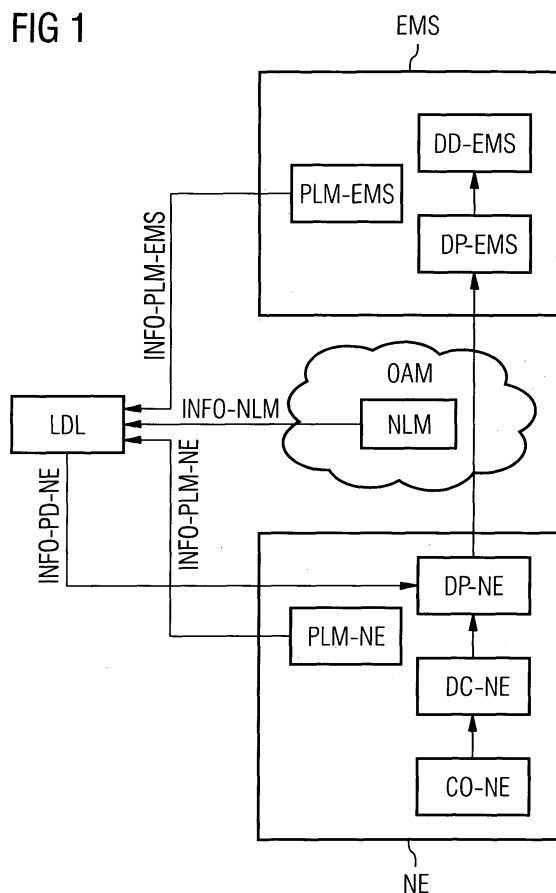 FIG 1
EMS
DD-EMS
PLM-EMS
DP-EMS
INFO-PLM-EMS
OAM
INFO-NLM
NLM
LDL
INFO-PD-NE
INFO-PLM-NE
DP-NE
PLM-NE
DC-NE
CO-NE
NE